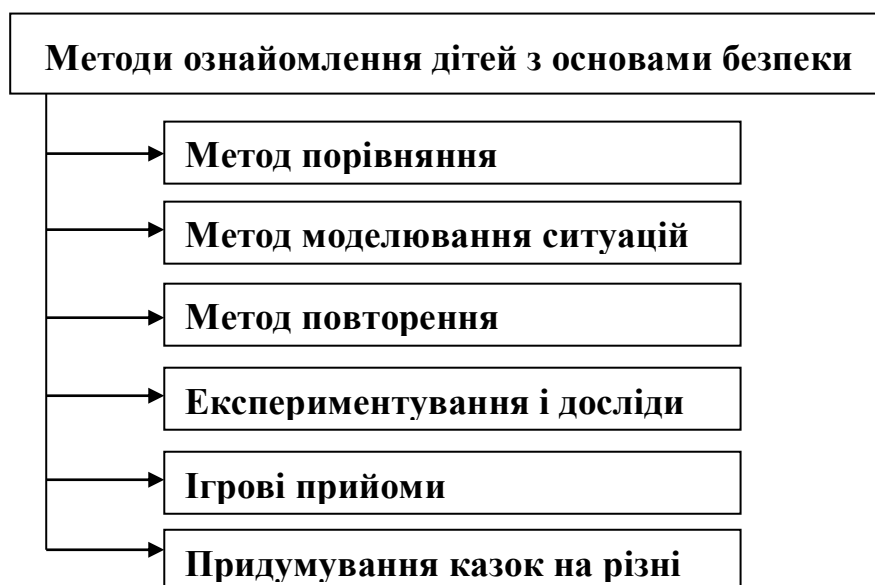 Методи ознайомлення дітей з основами безпеки
Метод порівняння
Метод моделювання ситуацій
Метод повторення
Експериментування і досліди
Ігрові прийоми
Придумування казок на різні